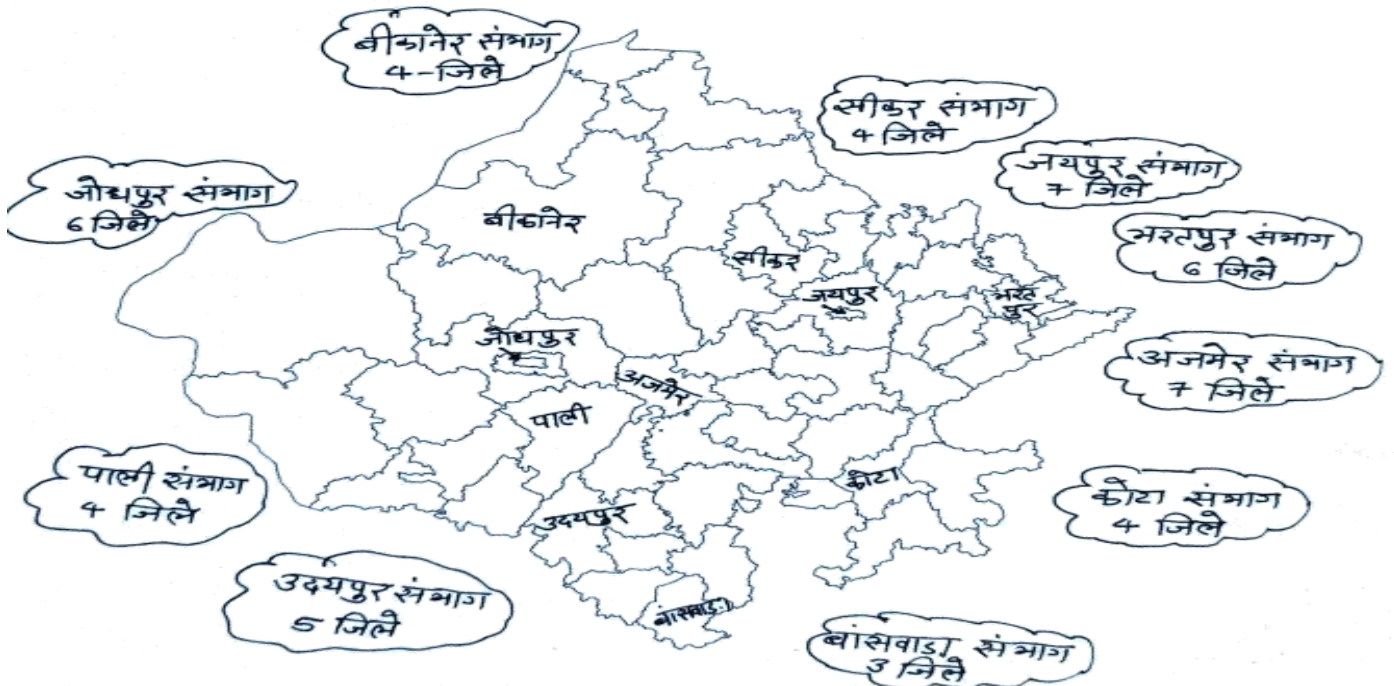 बीकानेर संभाग
4-जिले
सीकर संभाग
4 जिले
जयपुर संभाग
7 जिले
जोधपुर संभाग
6 जिले
भरतपुर संभाग
6 जिले
बीकानेर
सीकर
जयपुर
भरत
पुर
जोधपुर
अजमेर
अजमेर संभाग
7 जिले
पाली
पाली संभाग
4 जिले
कोटा
कोटा संभाग
4 जिले
उदयपुर
उदयपुर संभाग
5 जिले
बांसवाडा
बांसवाडा संभाग
3 जिले